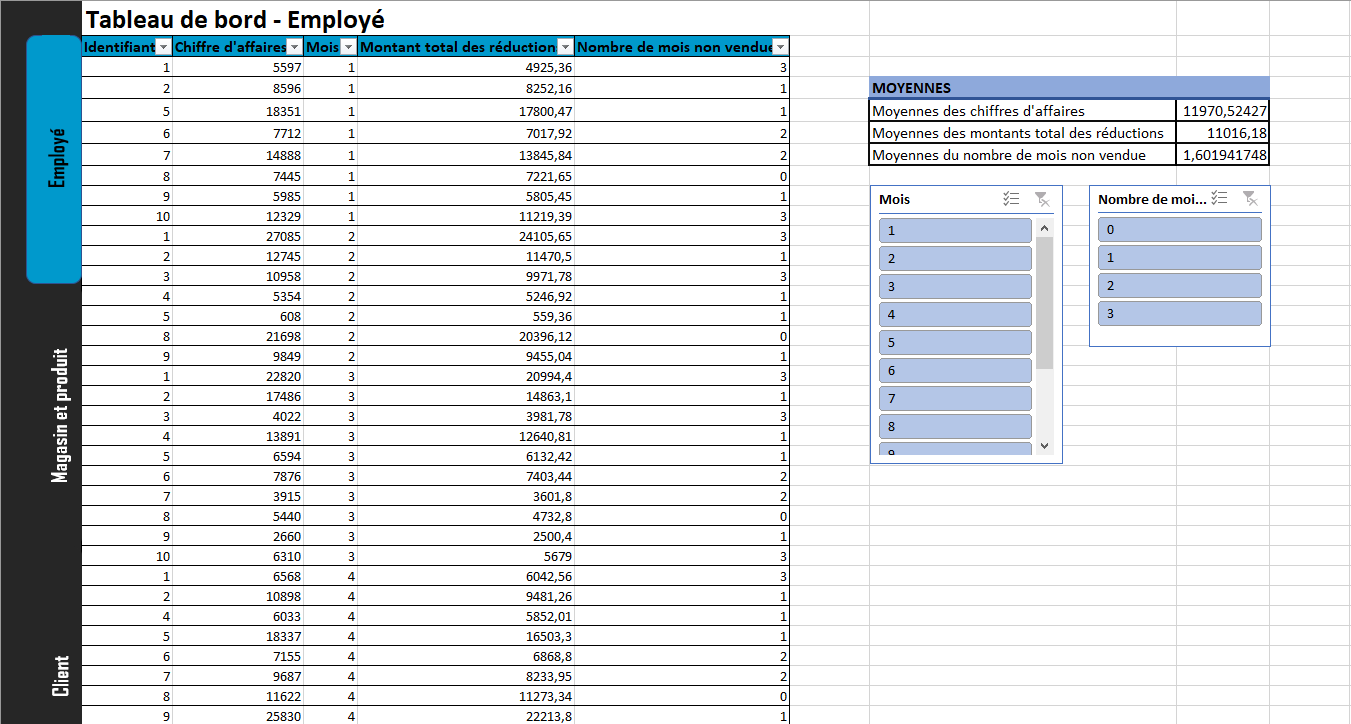 Tableau de bord - Employé
Identifiant Chiffre d'affaires Mois Montant total des réduction Nombre de mois non vendue
1 5597 1 4925,36 3
2 8596 1 8252,16 1
5 18351 1 17800,47 1
6 7712 1 7017,92 2
7 14888 1 13845,84 2
8 7445 1 7221,65 0
9 5985 1 5805,45 1
10 12329 1 11219,39 3
1 27085 2 24105,65 3
2 12745 2 11470,5 1
3 10958 2 9971,78 3
4 5354 2 5246,92 1
5 608 2 559,36 1
8 21698 2 20396,12 0
9 9849 2 9455,04 1
1 22820 3 20994,4 3
2 17486 3 14863,1 1
3 4022 3 3981,78 3
4 13891 3 12640,81 1
5 6594 3 6132,42 1
6 7876 3 7403,44 2
7 3915 3 3601,8 2
8 5440 3 4732,8 0
9 2660 3 2500,4 1
10 6310 3 5679 3
1 6568 4 6042,56 3
2 10898 4 9481,26 1
4 6033 4 5852,01 1
5 18337 4 16503,3 1
6 7155 4 6868,8 2
7 9687 4 8233,95 2
8 11622 4 11273,34 0
9 25830 4 22213,8 1
Employé
Magasin et produit
Client
MOYENNES
Moyennes des chiffres d'affaires 11970,52427
Moyennes des montants total des réductions 11016,18
Moyennes du nombre de mois non vendue 1,601941748
Mois
1
2
3
4
5
6
7
8
9
Nombre de moi...
0
1
2
3